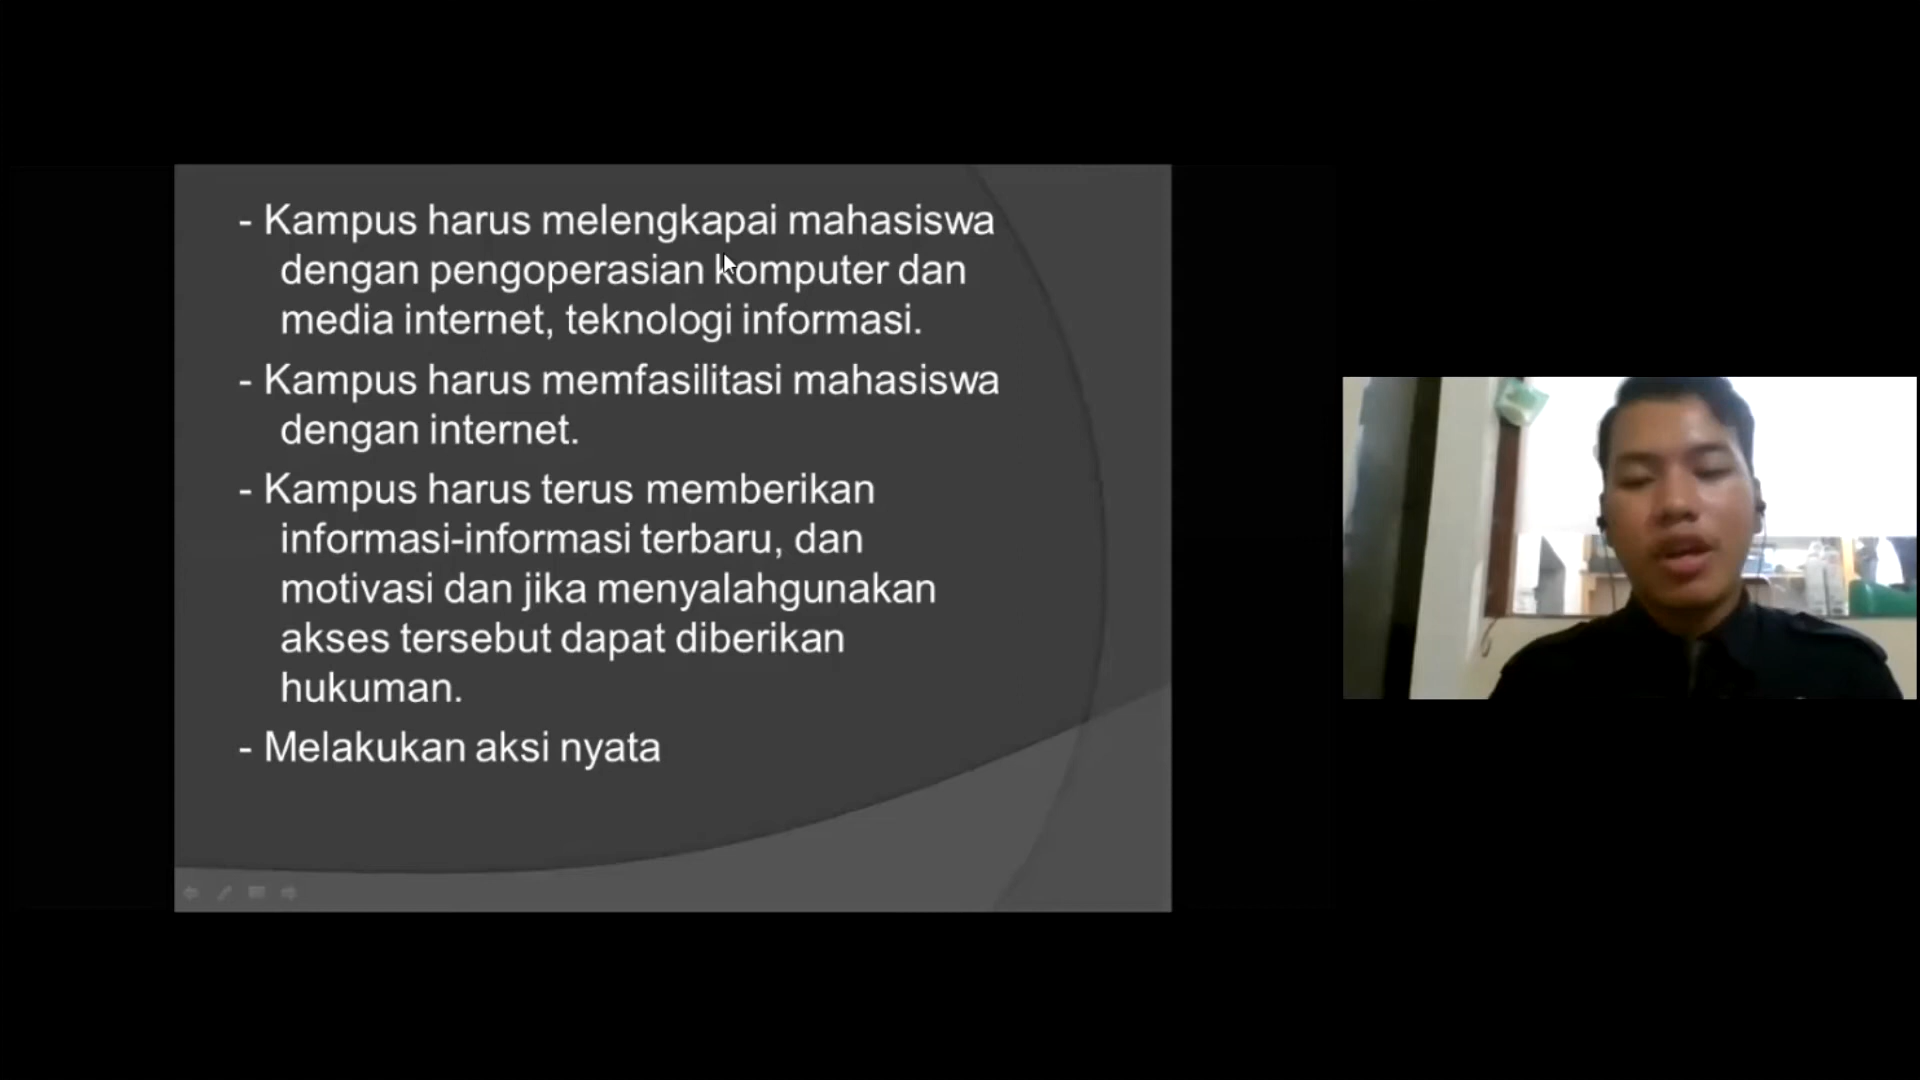 - Kampus harus melengkapai mahasiswa
dengan pengoperasian komputer dan
media internet, teknologi informasi.
- Kampus harus memfasilitasi mahasiswa
dengan internet.
- Kampus harus terus memberikan
informasi-informasi terbaru, dan
motivasi dan jika menyalahgunakan
akses tersebut dapat diberikan
hukuman.
- Melakukan aksi nyata